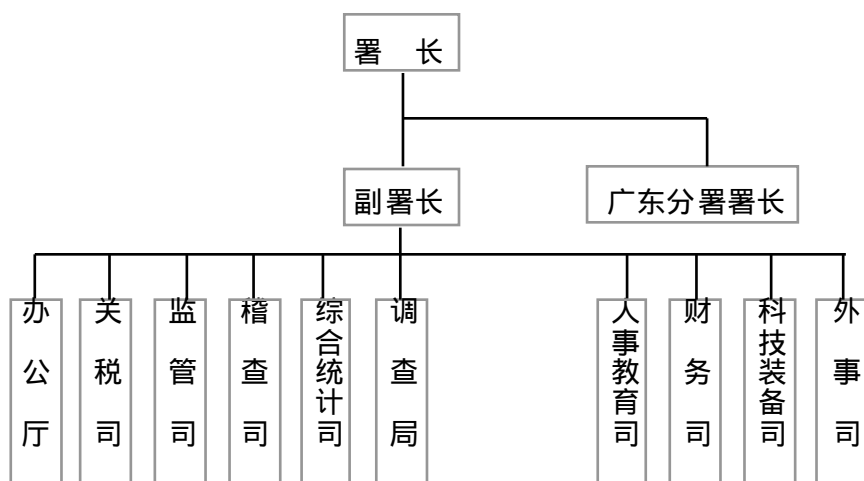 署 长
副署长
广东分署署长
办公厅
关税司
监管司
稽查司
综合统计司
调查局
人事教育司
财务司
科技装备司
外事司